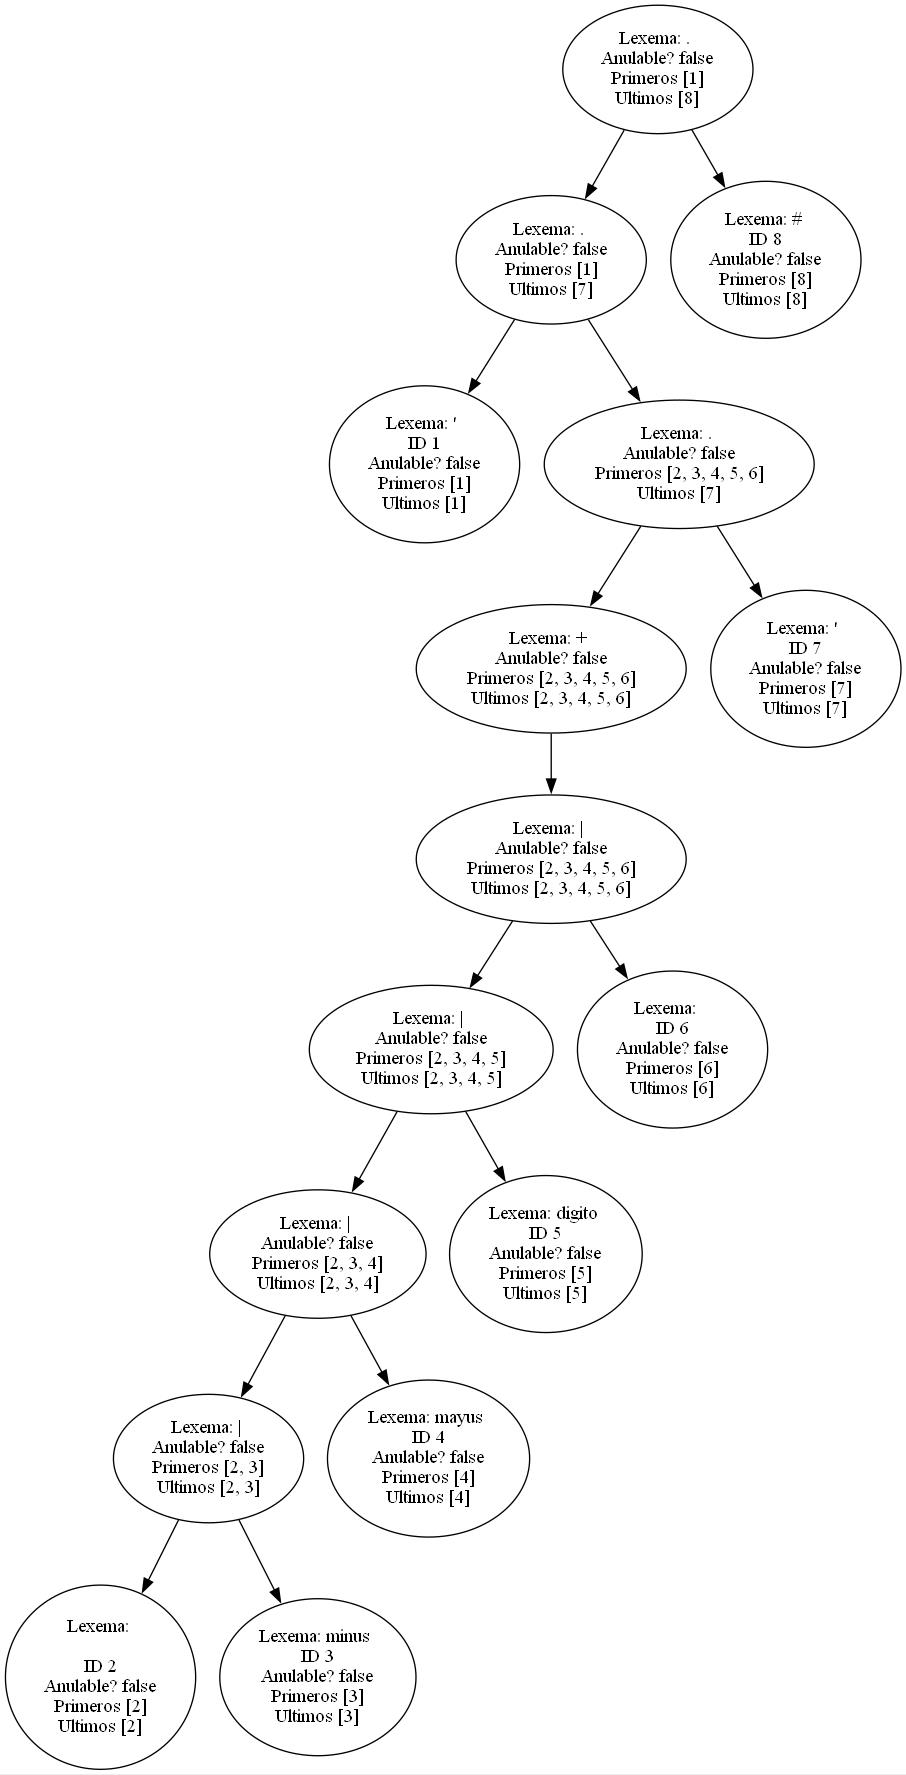 Lexema: .
Anulable? false
Primeros [1]
Ultimos [8]
Lexema: .
Anulable? false
Primeros [1]
Ultimos [7]
Lexema: #
ID 8
Anulable? false
Primeros [8]
Ultimos [8]
Lexema: '
ID 1
Anulable? false
Primeros [1]
Ultimos [1]
Lexema: .
Anulable? false
Primeros [2, 3, 4, 5, 6]
Ultimos [7]
Lexema: +
Anulable? false
Primeros [2, 3, 4, 5, 6]
Ultimos [2, 3, 4, 5, 6]
Lexema: '
ID 7
Anulable? false
Primeros [7]
Ultimos [7]
Lexema: |
Anulable? false
Primeros [2, 3, 4, 5, 6]
Ultimos [2, 3, 4, 5, 6]
Lexema: |
Anulable? false
Primeros [2, 3, 4, 5]
Ultimos [2, 3, 4, 5]
Lexema:
ID 6
Anulable? false
Primeros [6]
Ultimos [6]
Lexema: |
Anulable? false
Primeros [2, 3, 4]
Ultimos [2, 3, 4]
Lexema: digito
ID 5
Anulable? false
Primeros [5]
Ultimos [5]
Lexema: |
Anulable? false
Primeros [2, 3]
Ultimos [2, 3]
Lexema: mayus
ID 4
Anulable? false
Primeros [4]
Ultimos [4]
Lexema:
ID 2
Anulable? false
Primeros [2]
Ultimos [2]
Lexema: minus
ID 3
Anulable? false
Primeros [3]
Ultimos [3]